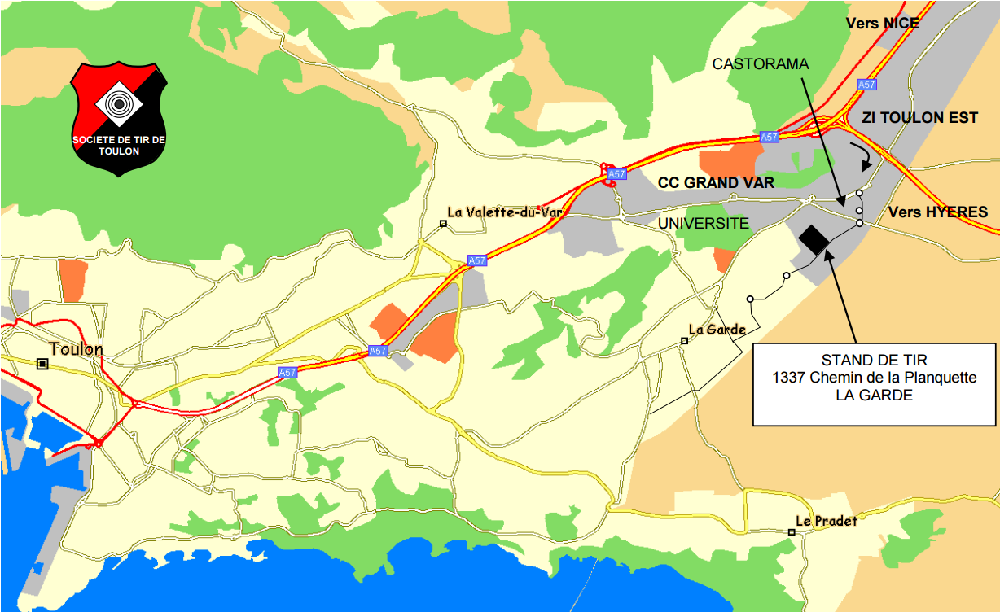 Vers NICE
CASTORAMA
A57
ZI TOULON EST
SOCIETE DE TIR DE
TOULON
A57
A57
CC GRAND VAR
La Valette-du-Var
Vers HYERES
UNIVERSITE
A57
La Garde
Toulon
A57
A57
STAND DE TIR
1337 Chemin de la Planquette
LA GARDE
Le Pradet